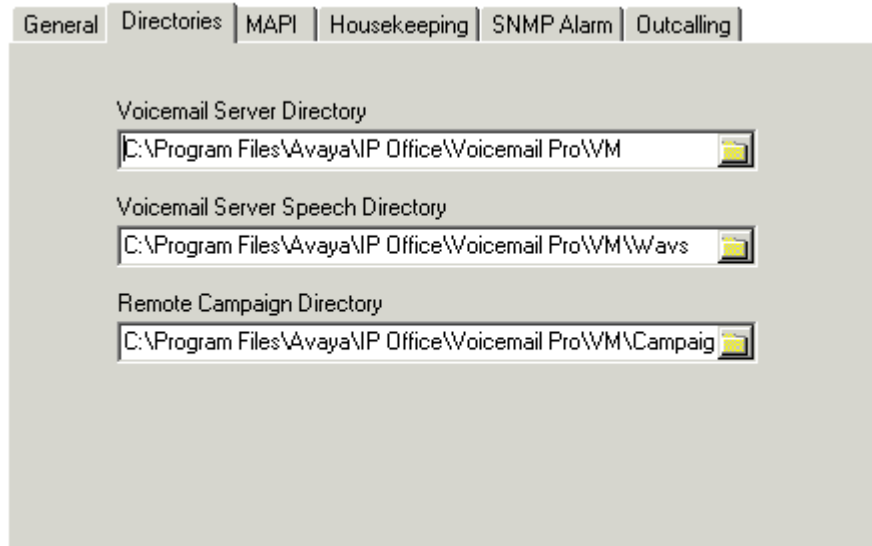 General Directories MAPI Housekeeping SNMP Alarm Outcalling
Voicemail Server Directory
C:\Program Files\Avaya\IP Office\Voicemail Pro\VM
Voicemail Server Speech Directory
C:\Program Files\Avaya\IP Office\Voicemail Pro\VM\Wavs
Remote Campaign Directory
C:\Program Files\Avaya\IP Office\Voicemail Pro\VM\Campaig